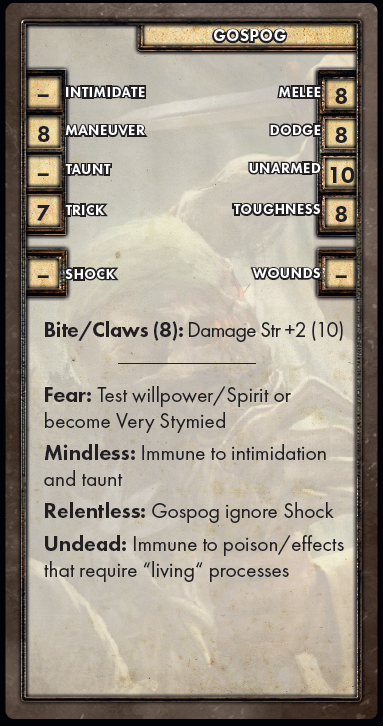 GOSPOG
– INTIMIDATE MELEE 8
8 MANEUVER DODGE 8
– TAUNT UNARMED 10
7 TRICK TOUGHNESS 8
– SHOCK WOUNDS –
Bite/Claws (8): Damage Str +2 (10)
Fear: Test willpower/Spirit or
become Very Stymied
Mindless: Immune to intimidation
and taunt
Relentless: Gospog ignore Shock
Undead: Immune to poison/effects
that require “living“ processes